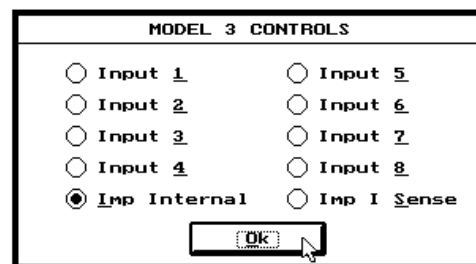 MODEL 3 CONTROLS
Input 1
Input 2
Input 3
Input 4
Imp Internal
Input 5
Input 6
Input 7
Input 8
Imp I Sense
Ok